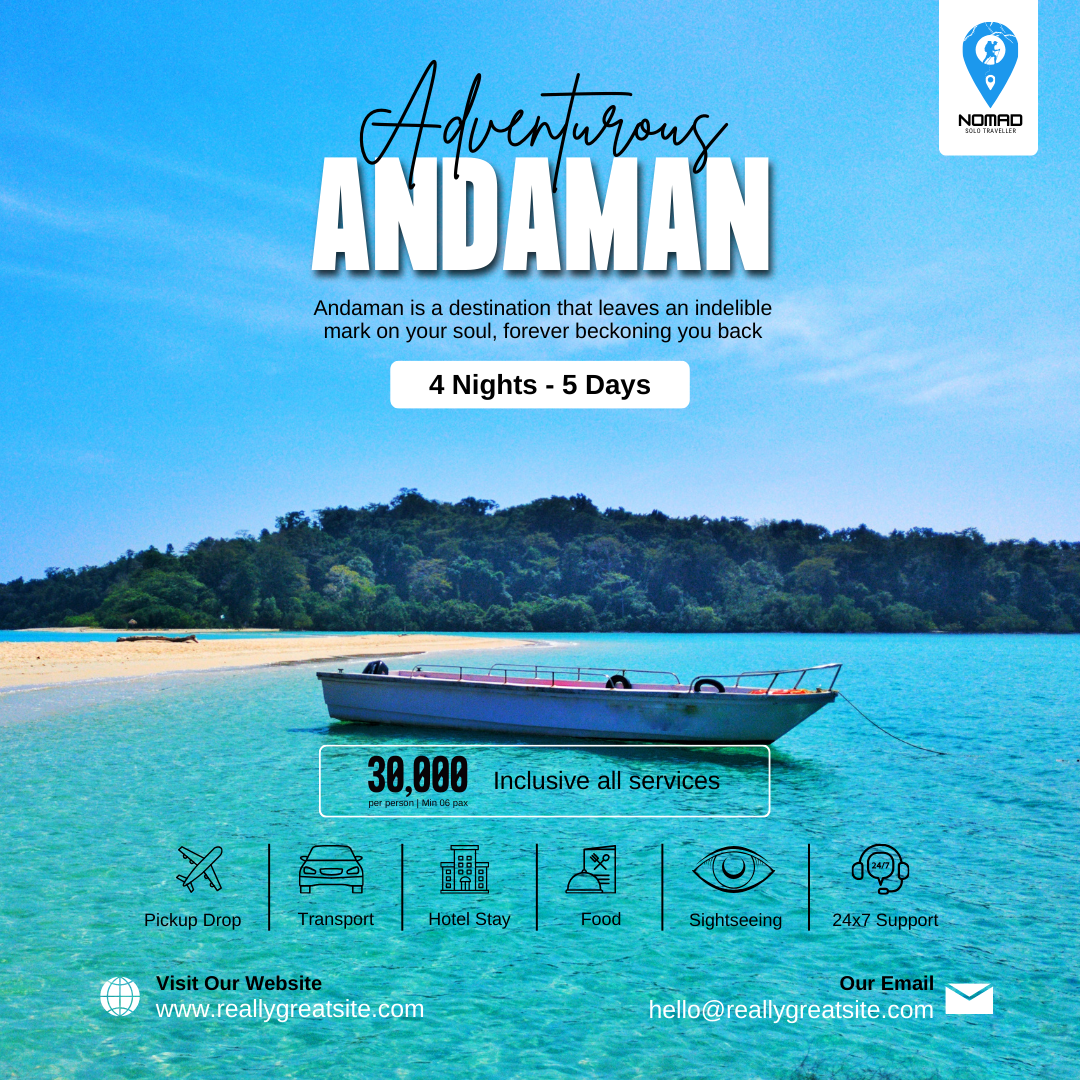 NOMAD
SOLO TRAVELLER
Adventurous
ANDAMAN
Andaman is a destination that leaves an indelible
mark on your soul, forever beckoning you back
4 Nights - 5 Days
30,000
per person | Min 06 pax
Inclusive all services
24/7
Pickup Drop
Transport
Hotel Stay
Food
Sightseeing
24x7 Support
Visit Our Website
www.reallygreatsite.com
Our Email
hello@reallygreatsite.com